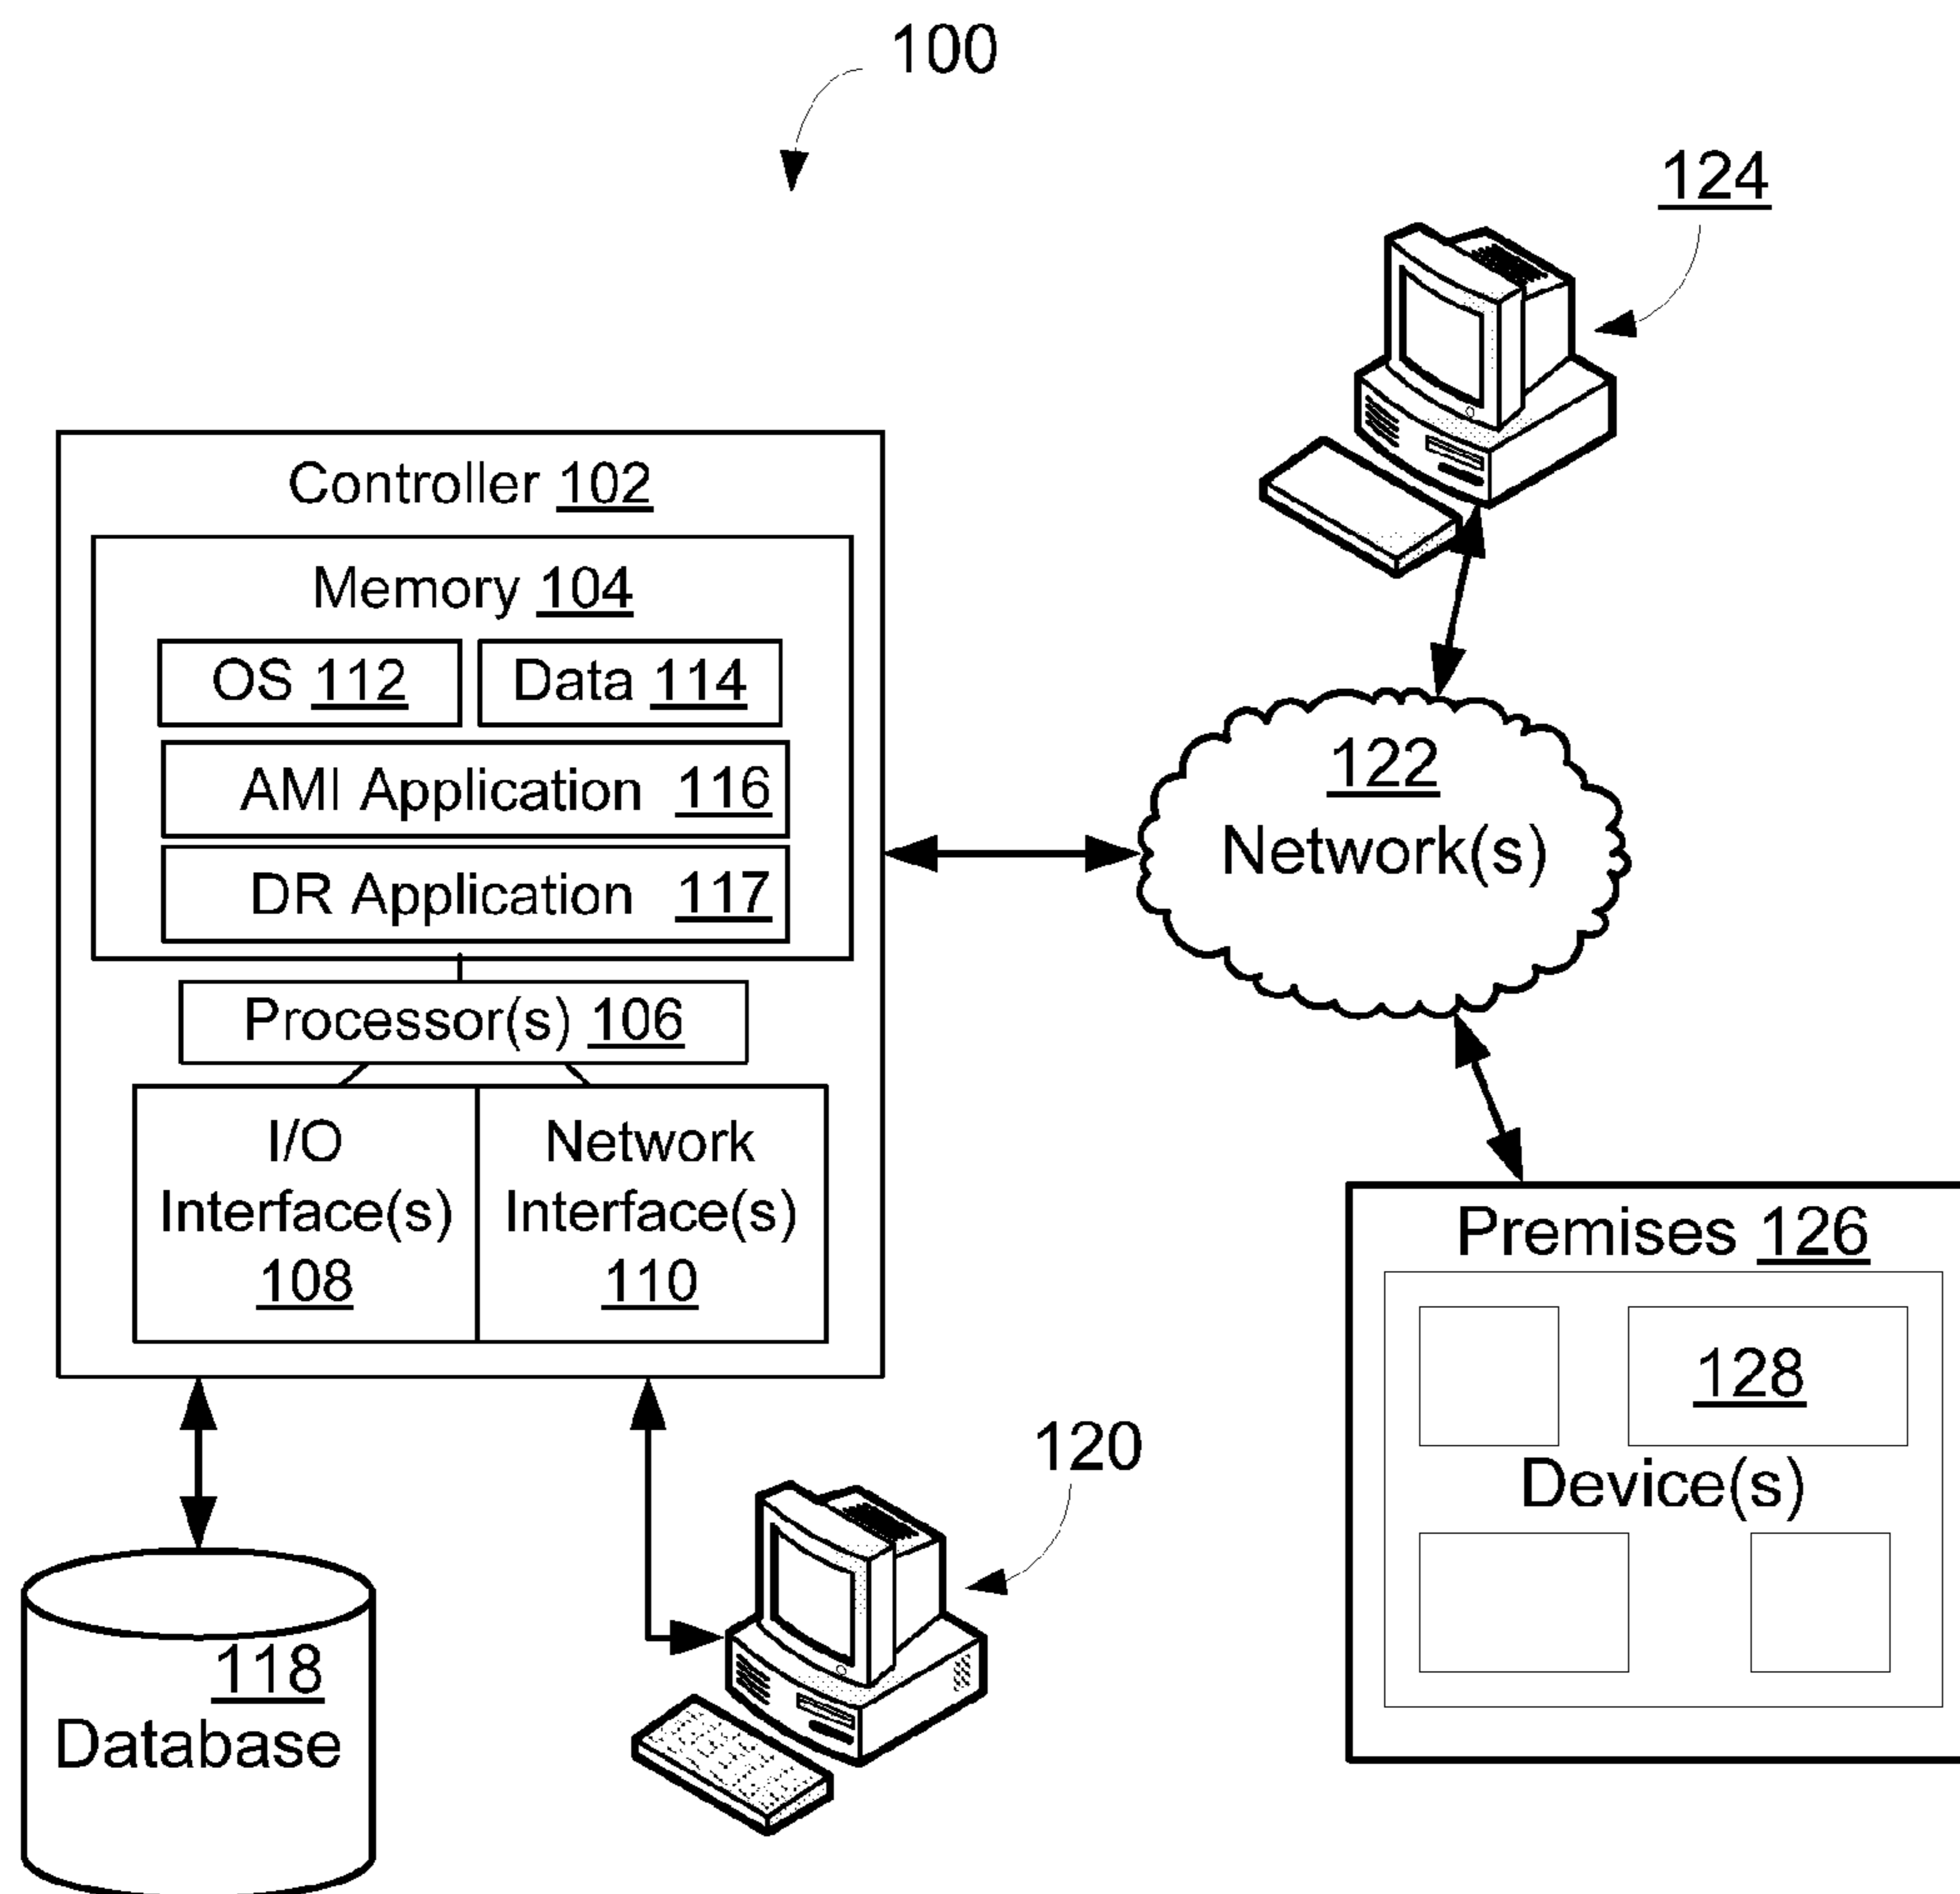 100
124
Controller 102
Memory 104
OS 112
Data 114
AMI Application 116
DR Application 117
Processor(s) 106
I/O
Interface(s)
108
Network
Interface(s)
110
122
Network(s)
Premises 126
128
Device(s)
120
118
Database